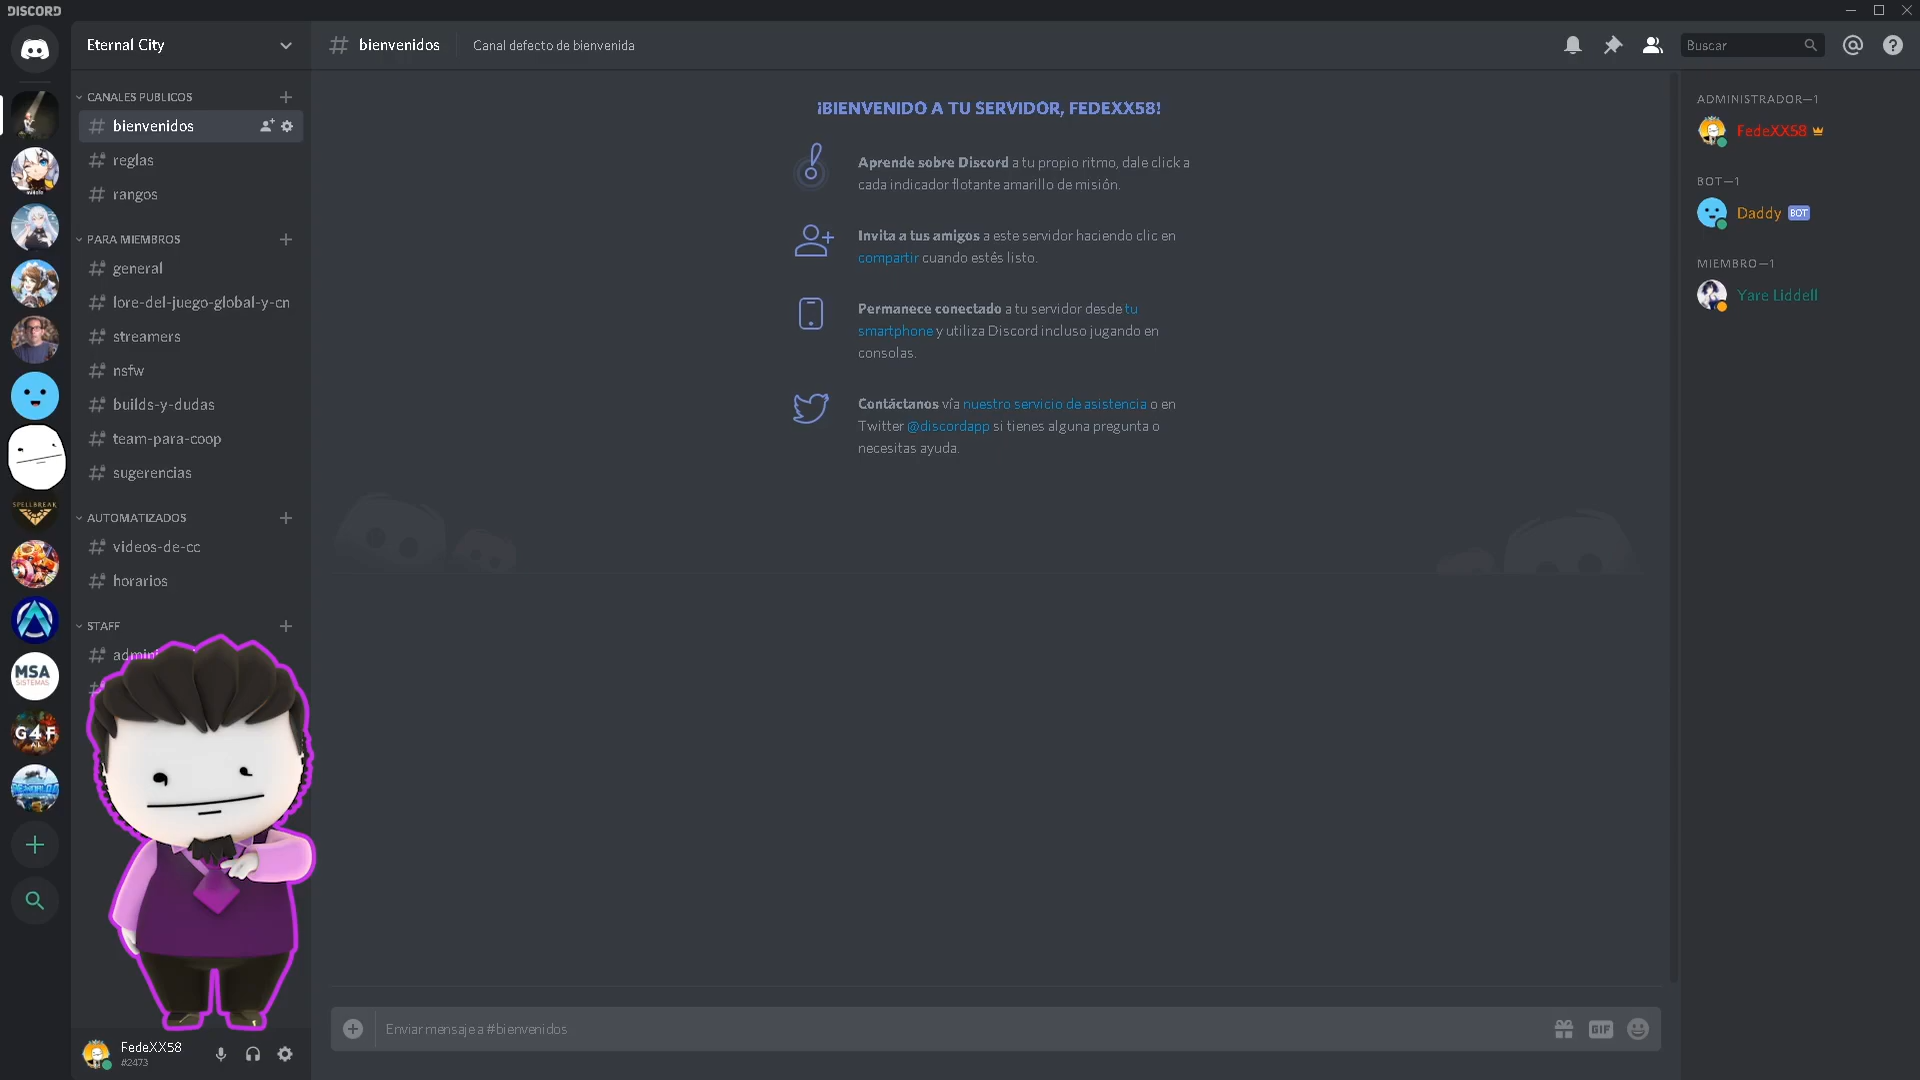 DISCORD
Eternal City
bienvenidos
Canal defecto de bienvenida
Buscar
CANALES PUBLICOS
bienvenidos
reglas
rangos
PARA MIEMBROS
general
lore-del-juego-global-y-cn
streamers
nsfw
builds-y-dudas
team-para-coop
sugerencias
AUTOMATIZADOS
videos-de-cc
horarios
STAFF
SPELLBREAK
MSA
SISTEMAS
G4F
¡BIENVENIDO A TU SERVIDOR, FEDEXX58!
Aprende sobre Discord a tu propio ritmo, dale click a
cada indicador flotante amarillo de misión.
Invita a tus amigos a este servidor haciendo clic en
compartir cuando estés listo.
Permanece conectado a tu servidor desde tu
smartphone y utiliza Discord incluso jugando en
consolas.
Contáctanos vía nuestro servicio de asistencia o en
Twitter @discordapp si tienes alguna pregunta o
necesitas ayuda.
ADMINISTRADOR—1
FedeXX58
BOT—1
Daddy BOT
MIEMBRO—1
Yare Liddell
Enviar mensaje a #bienvenidos
GIF
FedeXX58
#2473